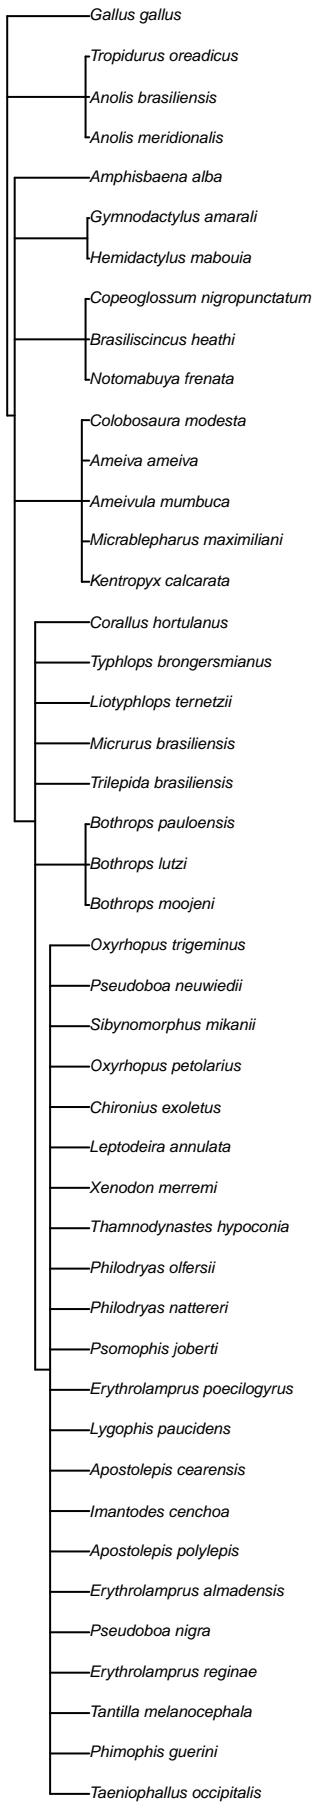 Gallus gallus
Tropidurus oreadicus
Anolis brasiliensis
Anolis meridionalis
Amphisbaena alba
Gymnodactylus amarali
Hemidactylus mabouia
Copeoglossum nigropunctatum
Brasiliscincus heathi
Notomabuya frenata
Colobosaura modesta
Ameiva ameiva
Ameivula mumbuca
Micrablepharus maximiliani
Kentropyx calcarata
Corallus hortulanus
Typhlops brongersmianus
Liotyphlops ternetzii
Micrurus brasiliensis
Trilepida brasiliensis
Bothrops pauloensis
Bothrops lutzi
Bothrops moojeni
Oxyrhopus trigeminus
Pseudoboa neuwiedii
Sibynomorphus mikanii
Oxyrhopus petolarius
Chironius exoletus
Leptodeira annulata
Xenodon merremi
Thamnodynastes hypoconia
Philodryas olfersii
Philodryas nattereri
Psomophis joberti
Erythrolamprus poecilogyrus
Lygophis paucidens
Apostolepis cearensis
Imantodes cenchoa
Apostolepis polylepis
Erythrolamprus almadensis
Pseudoboa nigra
Erythrolamprus reginae
Tantilla melanocephala
Phimophis guerini
Taeniophallus occipitalis